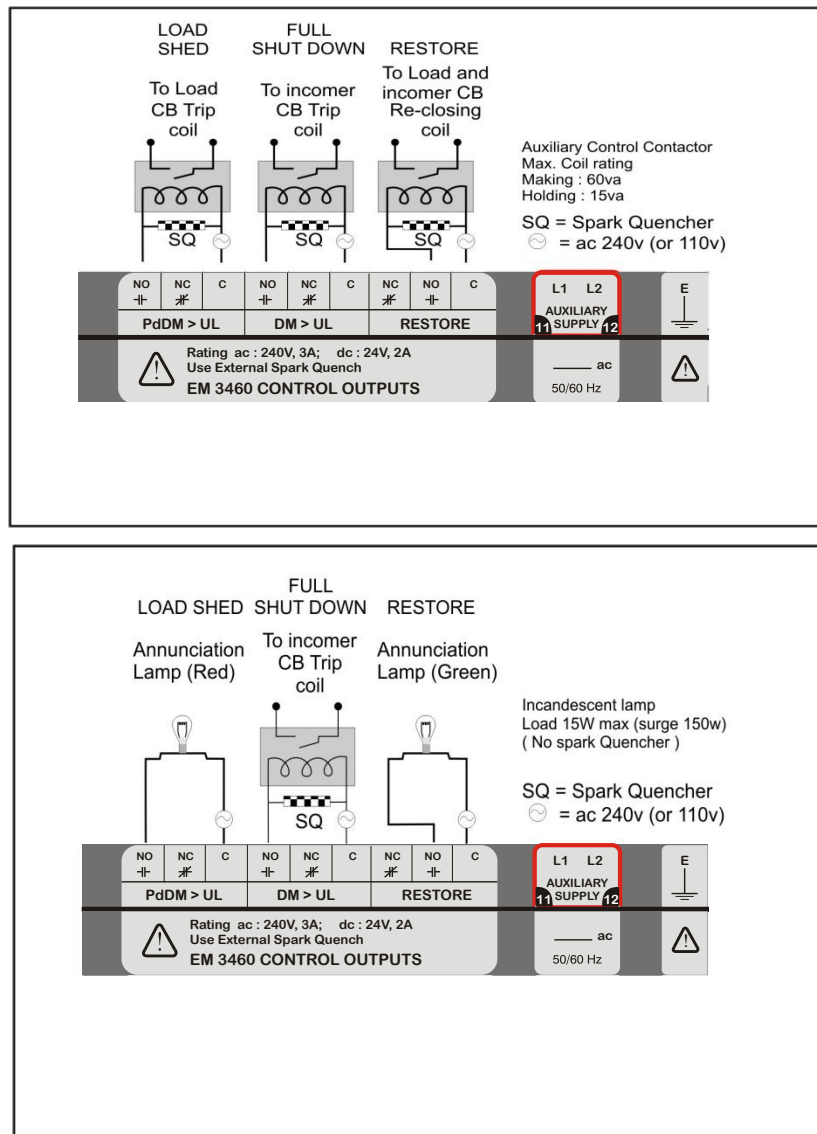 LOAD SHED
To Load CB Trip coil
FULL SHUT DOWN
To incomer CB Trip coil
RESTORE
To Load and incomer CB Re-closing coil
Auxiliary Control Contactor
Max. Coil rating
Making : 60va
Holding : 15va
SQ = Spark Quencher
= ac 240v (or 110v)
SQ SQ SQ
NO NC C NO NC C NC NO C
PdDM > UL DM > UL RESTORE
L1 L2
AUXILIARY
11 SUPPLY 12
E
Rating ac : 240V, 3A; dc : 24V, 2A
Use External Spark Quench
EM 3460 CONTROL OUTPUTS
ac
50/60 Hz
LOAD SHED
Annunciation
Lamp (Red)
FULL
SHUT DOWN
To incomer
CB Trip
coil
RESTORE
Annunciation
Lamp (Green)
Incandescent lamp
Load 15W max (surge 150w)
( No spark Quencher )
SQ = Spark Quencher
= ac 240v (or 110v)
SQ
NO NC C NO NC C NC NO C
PdDM > UL DM > UL RESTORE
L1 L2
AUXILIARY
11 SUPPLY 12
E
Rating ac : 240V, 3A; dc : 24V, 2A
Use External Spark Quench
EM 3460 CONTROL OUTPUTS
ac
50/60 Hz